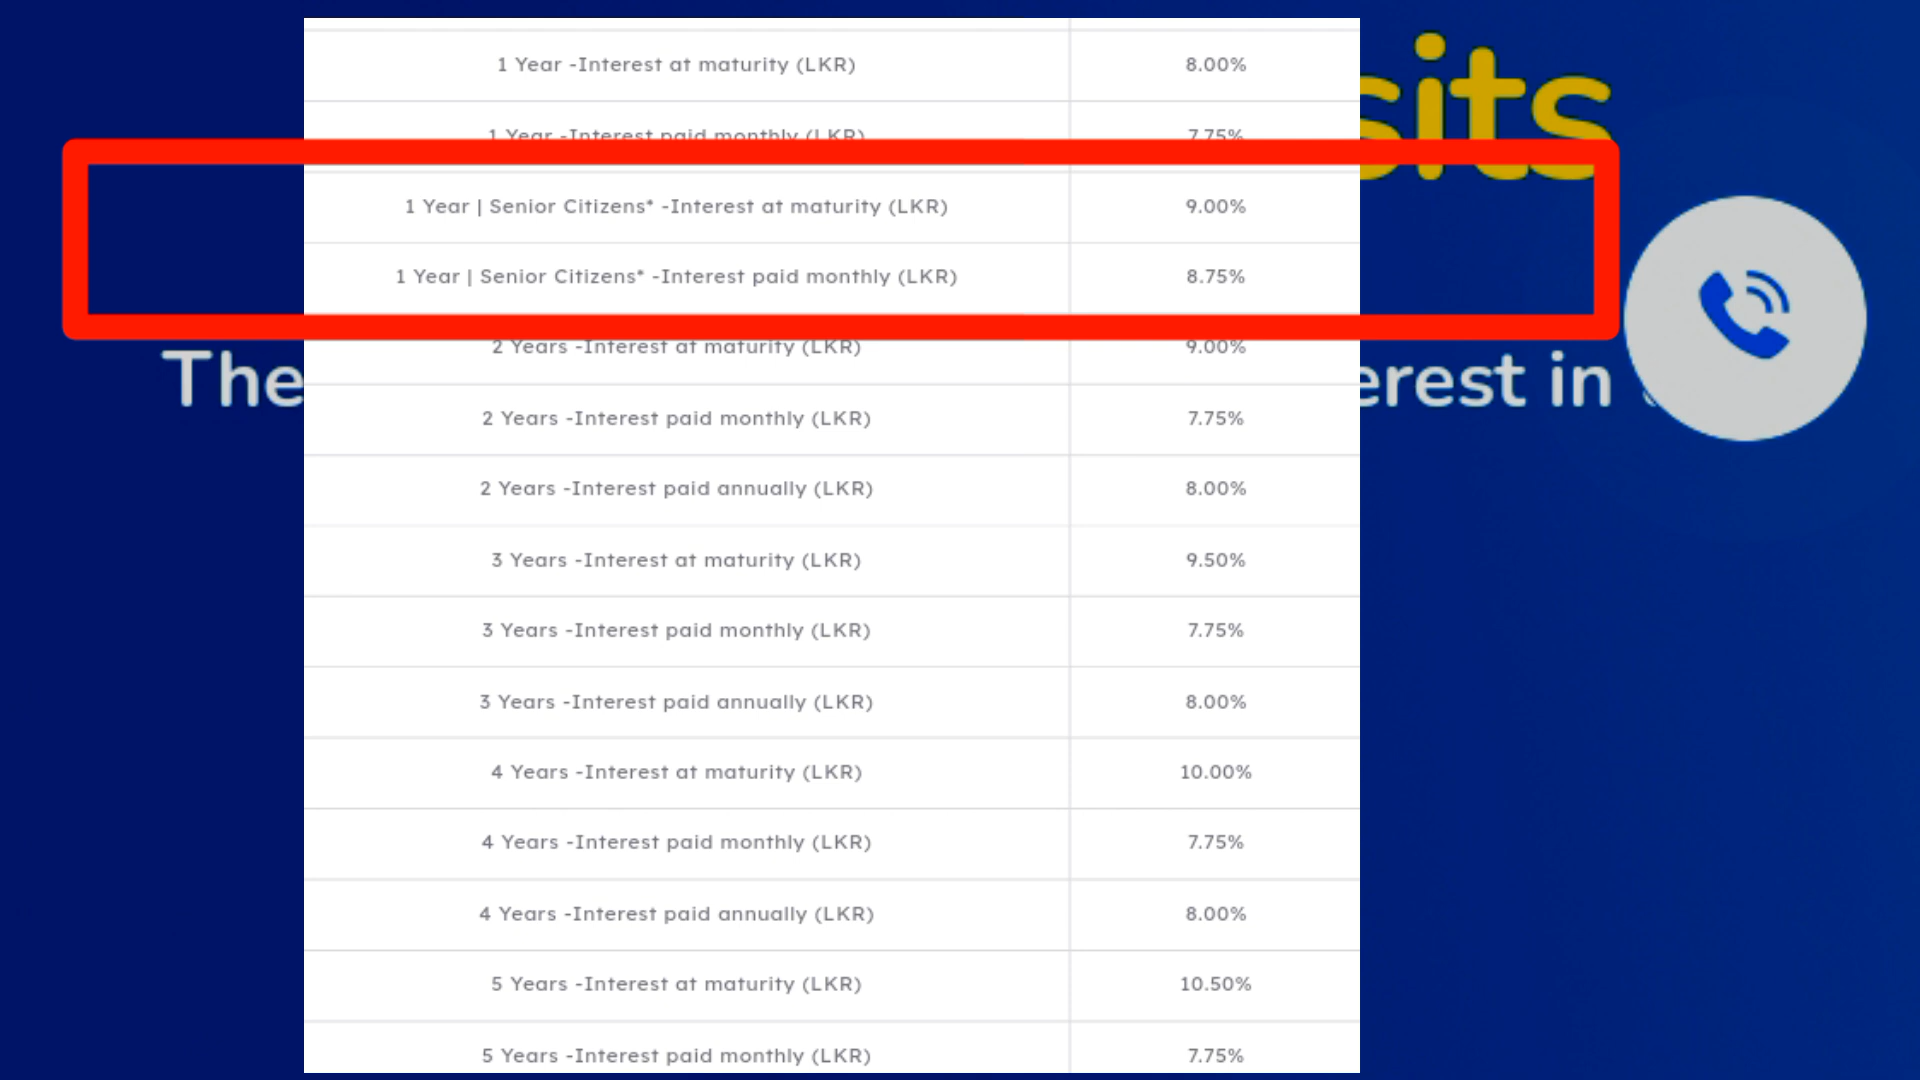 sits
1 Year -Interest at maturity (LKR) 8.00%
1 Year -Interest paid monthly (LKR) 7.75%
1 Year | Senior Citizens* -Interest at maturity (LKR) 9.00%
1 Year | Senior Citizens* -Interest paid monthly (LKR) 8.75%
2 Years -Interest at maturity (LKR) 9.00%
The erest in
2 Years -Interest paid monthly (LKR) 7.75%
2 Years -Interest paid annually (LKR) 8.00%
3 Years -Interest at maturity (LKR) 9.50%
3 Years -Interest paid monthly (LKR) 7.75%
3 Years -Interest paid annually (LKR) 8.00%
4 Years -Interest at maturity (LKR) 10.00%
4 Years -Interest paid monthly (LKR) 7.75%
4 Years -Interest paid annually (LKR) 8.00%
5 Years -Interest at maturity (LKR) 10.50%
5 Years -Interest paid monthly (LKR) 7.75%